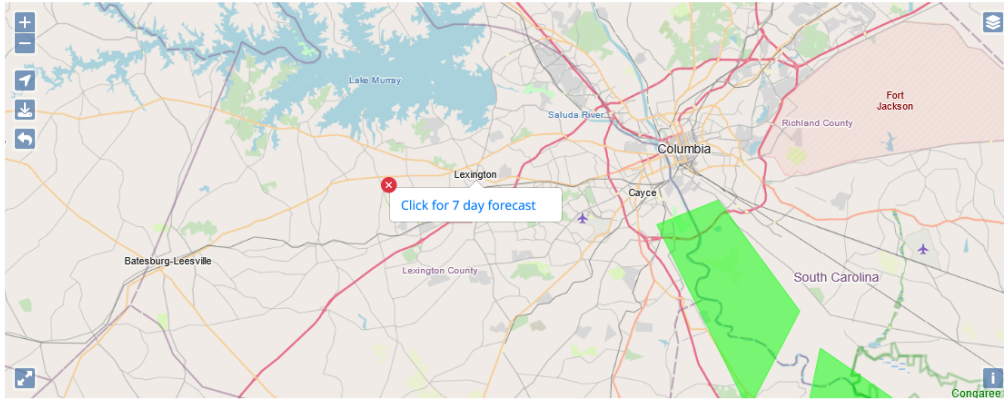 Lake Murray
Saluda River
Fort
Jackson
Richland County
Columbia
Lexington
Cayce
Click for 7 day forecast
Batesburg-Leesville
Lexington County
South Carolina
Congaree